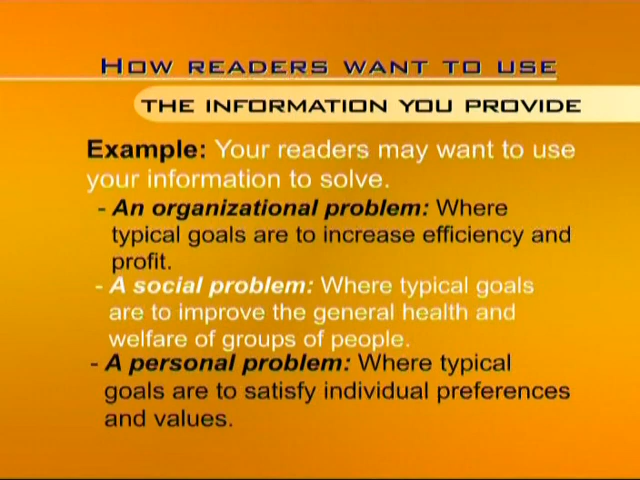 HOW READERS WANT TO USE
THE INFORMATION YOU PROVIDE
Example: Your readers may want to use
your information to solve.
- An organizational problem: Where
typical goals are to increase efficiency and
profit.
- A social problem: Where typical goals
are to improve the general health and
welfare of groups of people.
- A personal problem: Where typical
goals are to satisfy individual preferences
and values.